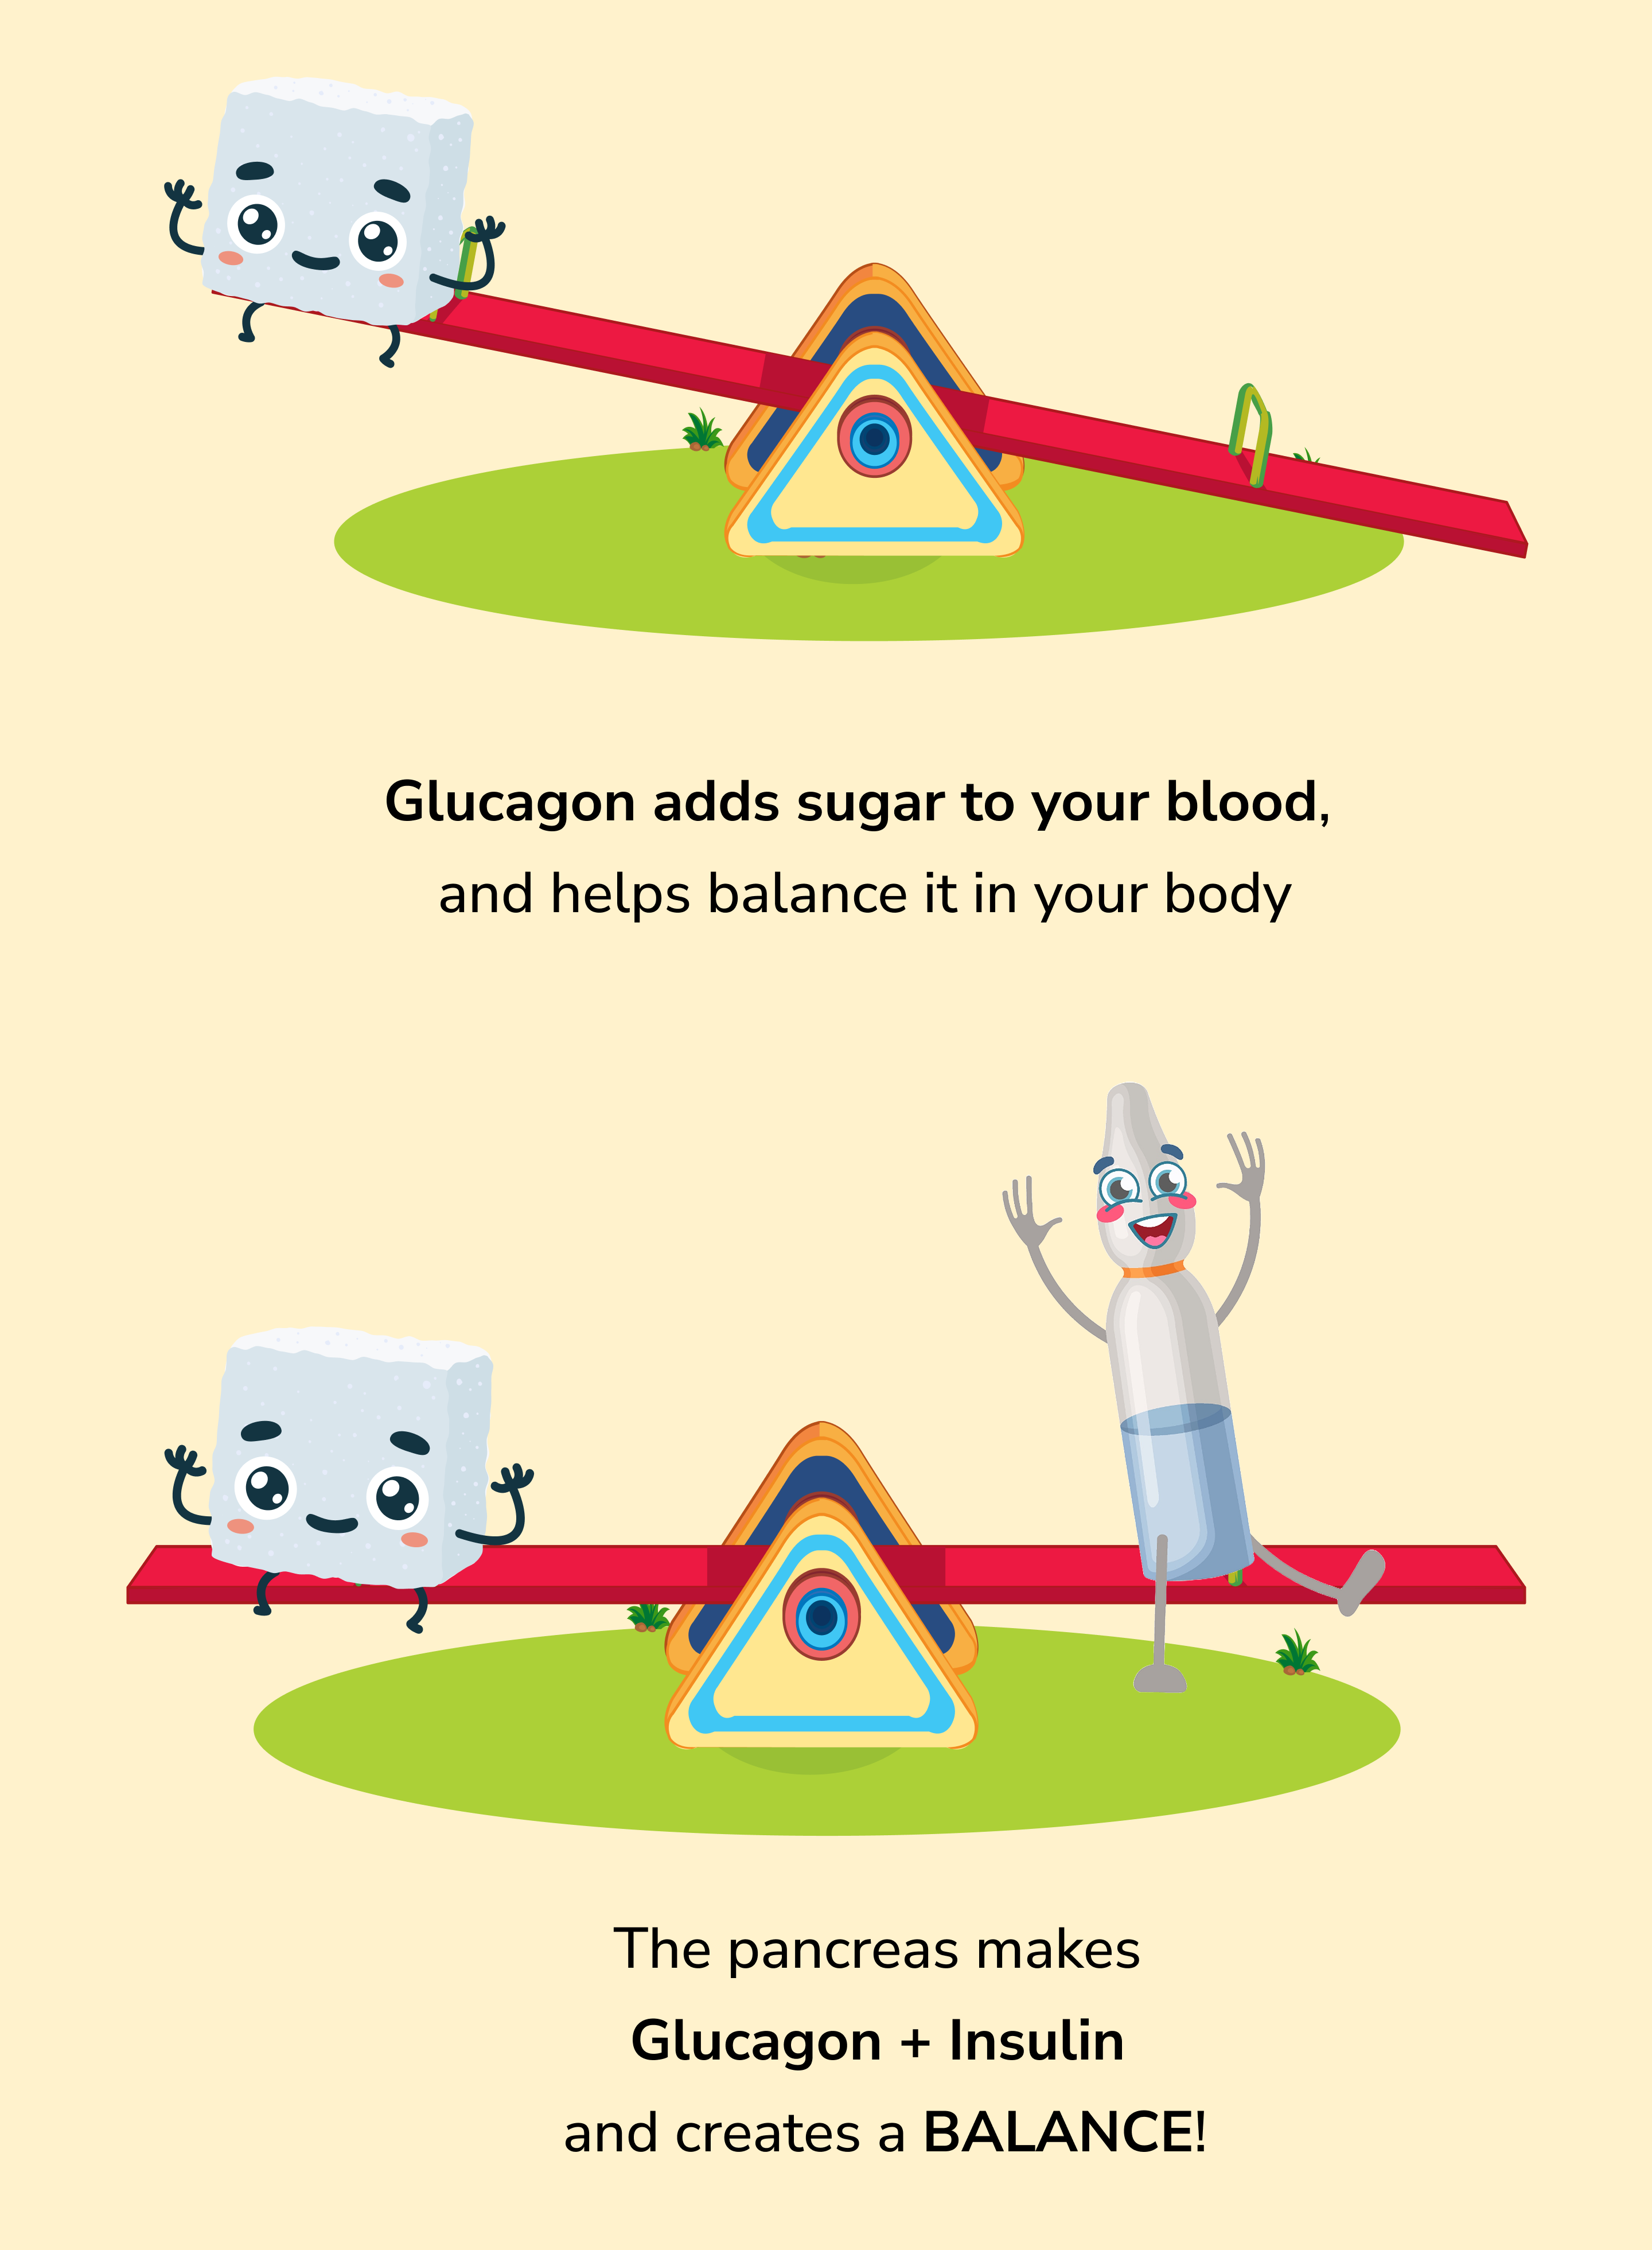 Glucagon adds sugar to your blood,
and helps balance it in your body
The pancreas makes
Glucagon + Insulin
and creates a BALANCE!